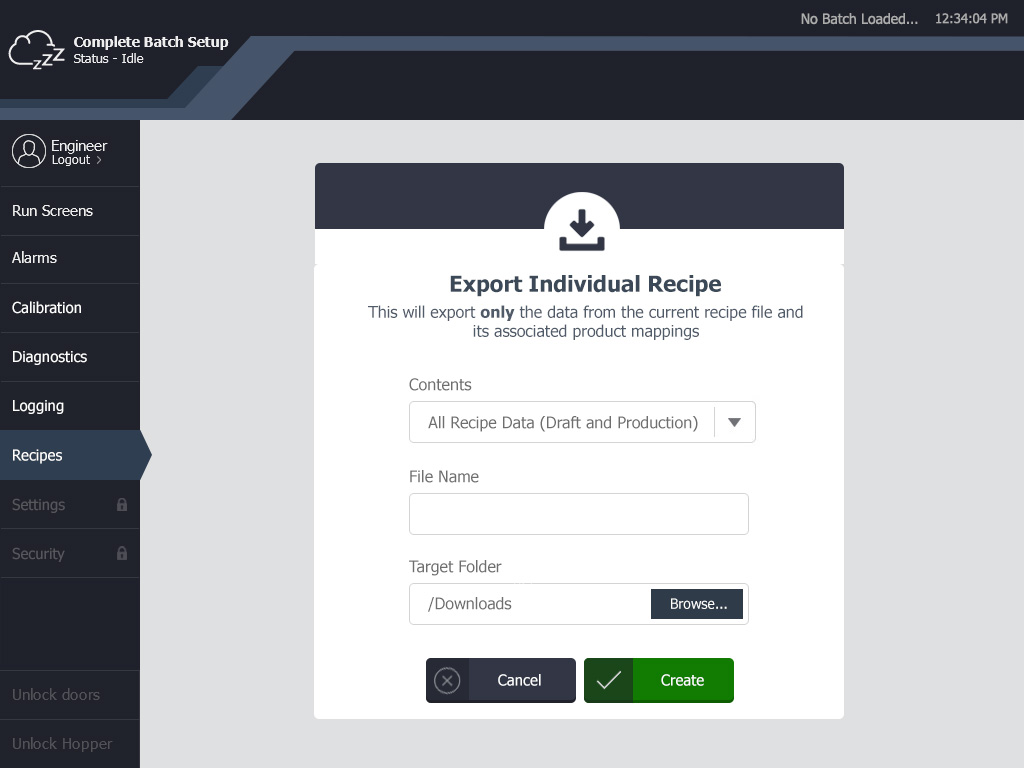 No Batch Loaded... 12:34:04 PM
Complete Batch Setup
Status - Idle
zzz
Engineer
Logout >
Run Screens
Alarms
Calibration
Diagnostics
Logging
Recipes
Settings
Security
Unlock doors
Unlock Hopper
Export Individual Recipe
This will export only the data from the current recipe file and
its associated product mappings
Contents
All Recipe Data (Draft and Production)
File Name
Target Folder
/Downloads Browse...
Cancel Create